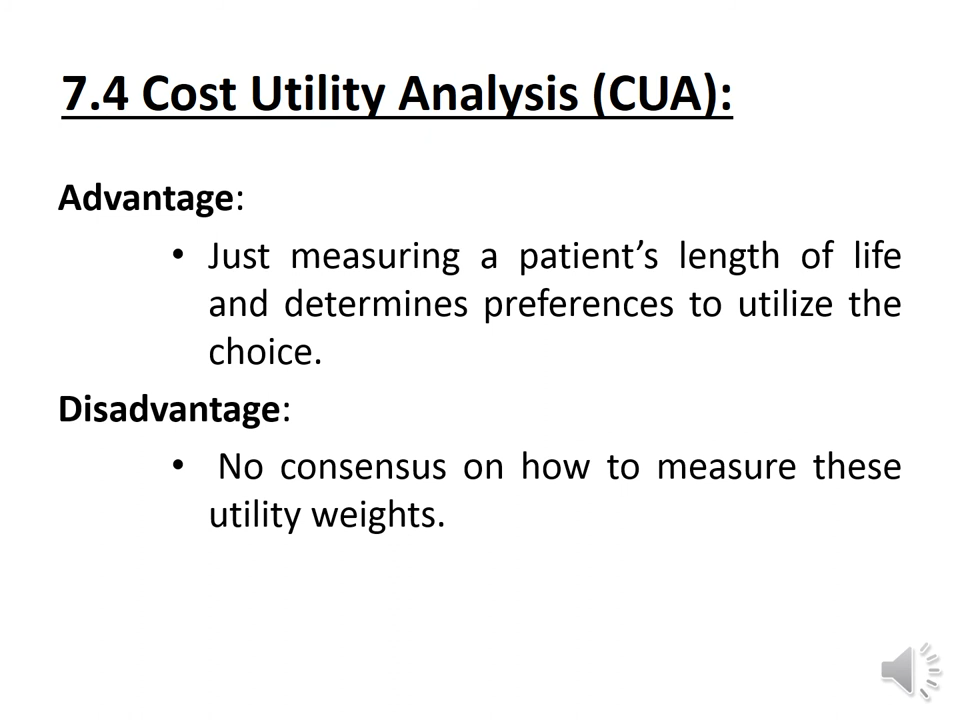 7.4 Cost Utility Analysis (CUA):
Advantage:
• Just measuring a patient’s length of life
and determines preferences to utilize the
choice.
Disadvantage:
• No consensus on how to measure these
utility weights.